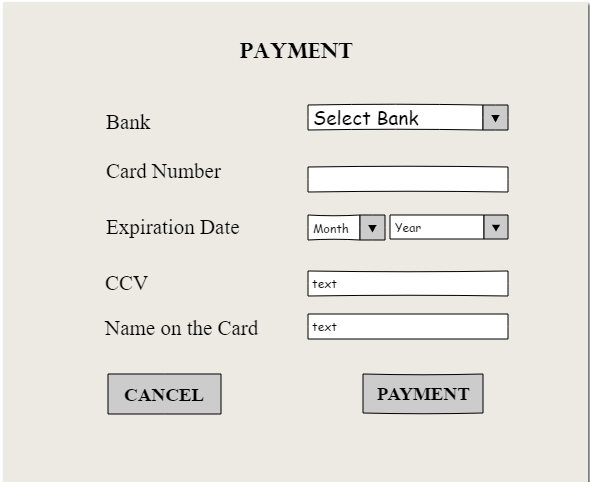 PAYMENT
Bank Select Bank
Card Number
Expiration Date Month Year
CCV text
Name on the Card text
CANCEL PAYMENT